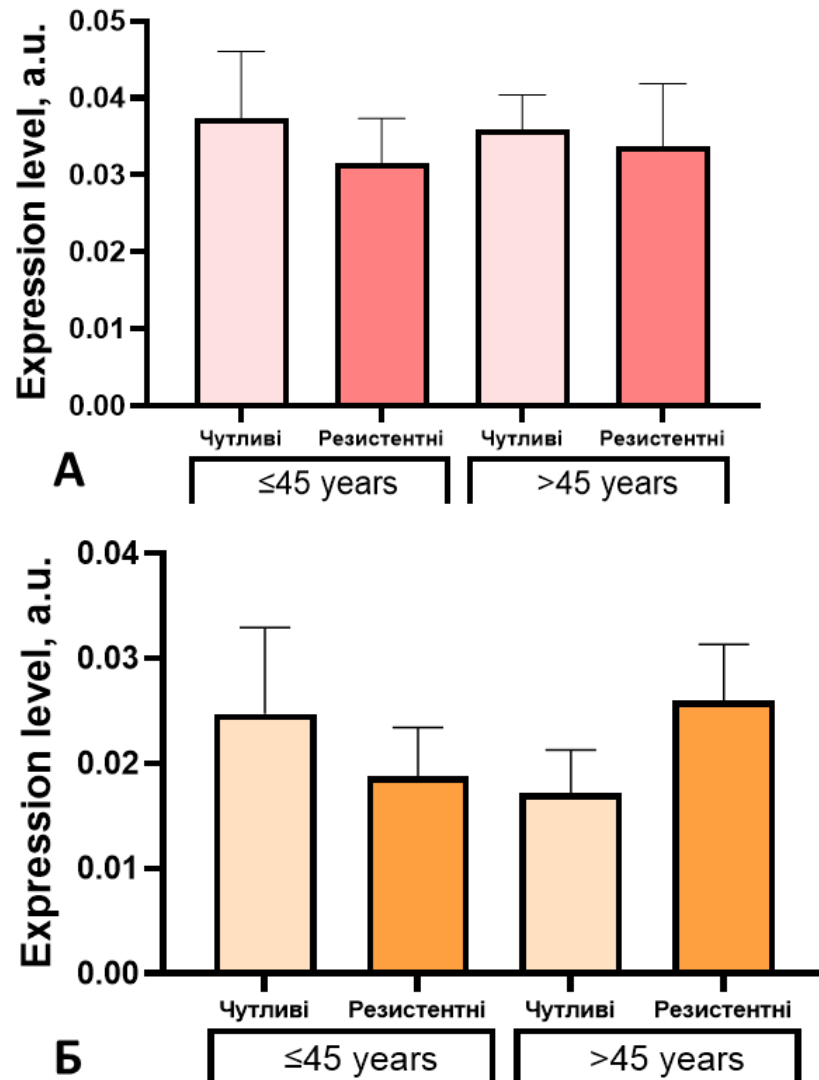 Expression level, a.u.
0.05
0.04
0.03
0.02
0.01
0.00
Чутливі Резистентні Чутливі Резистентні
А
≤45 years >45 years
Expression level, a.u.
0.04
0.03
0.02
0.01
0.00
Чутливі Резистентні Чутливі Резистентні
Б
≤45 years >45 years